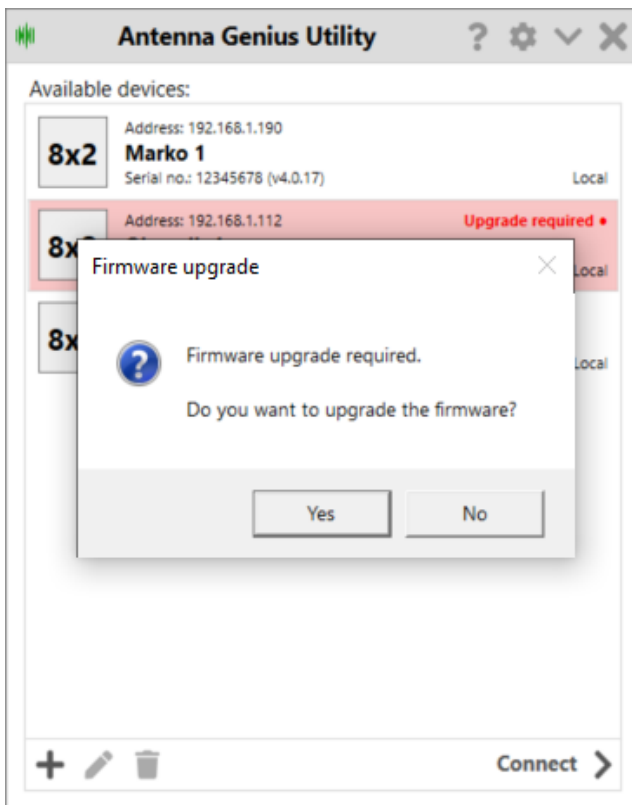 Antenna Genius Utility
Available devices:
8x2
Address: 192.168.1.190
Marko 1
Serial no.: 12345678 (v4.0.17)
Local
Address: 192.168.1.112
Upgrade required •
Local
Firmware upgrade
Firmware upgrade required.
Do you want to upgrade the firmware?
Yes
No
Local
Connect